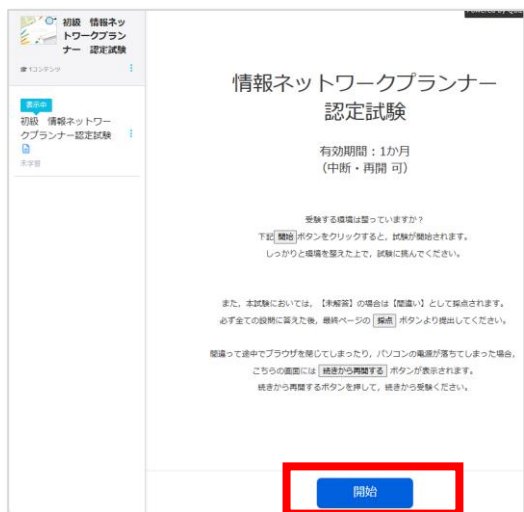 初級 情報ネッ
トワークプラン
ナー 認定試験
1コンテンツ
表示中
初級 情報ネットワー
クプランナー認定試験
未学習
情報ネットワークプランナー
認定試験
有効期間：1か月
（中断・再開 可）
受験する環境は整っていますか？
下記 開始 ボタンをクリックすると，試験が開始されます。
しっかりと環境を整えた上で，試験に挑んでください。
また，本試験においては，【未解答】の場合は【間違い】として採点されます。
必ず全ての設問に答えた後，最終ページの 採点 ボタンより提出してください。
間違って途中でブラウザを閉じてしまったり，パソコンの電源が落ちてしまった場合，
こちらの画面には 続きから再開する ボタンが表示されます。
続きから再開するボタンを押して，続きから受験ください。
開始